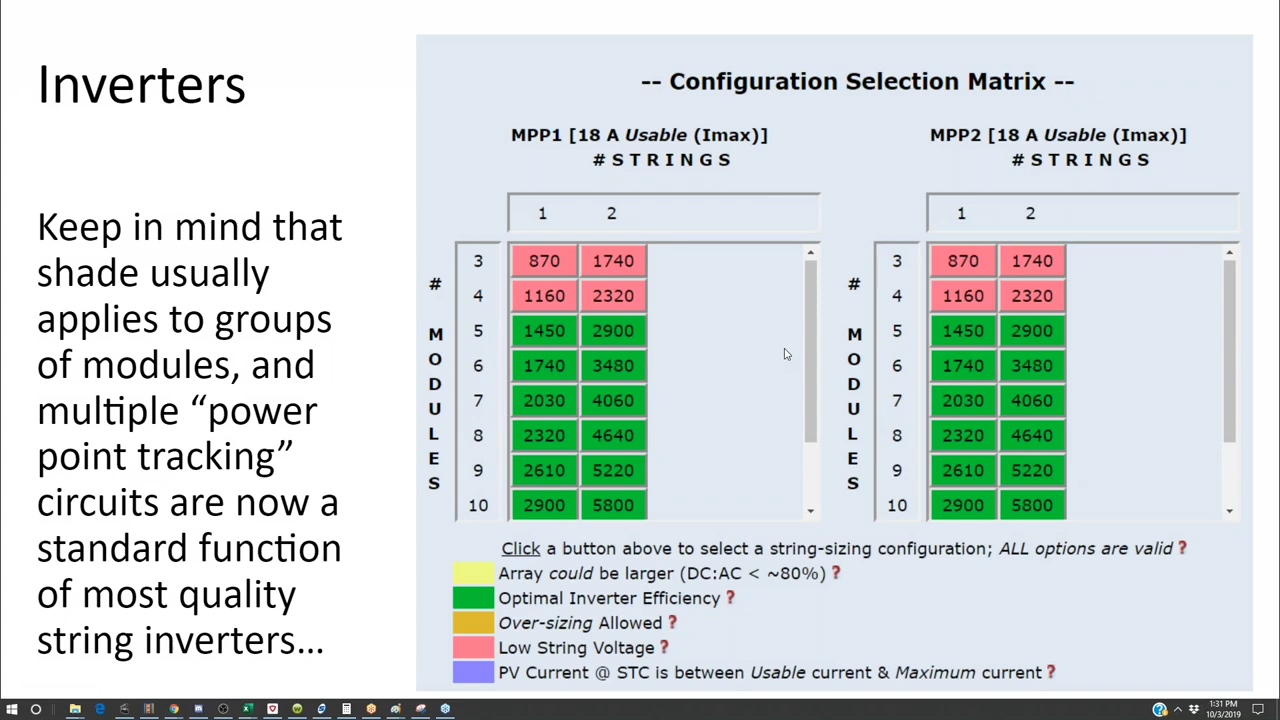 Inverters
Keep in mind that
shade usually
applies to groups
of modules, and
multiple “power
point tracking”
circuits are now a
standard function
of most quality
string inverters…
-- Configuration Selection Matrix --
MPP1 [18 A Usable (Imax)]
# S T R I N G S
1 2
# M O D U L E S
3 870 1740
4 1160 2320
5 1450 2900
6 1740 3480
7 2030 4060
8 2320 4640
9 2610 5220
10 2900 5800
MPP2 [18 A Usable (Imax)]
# S T R I N G S
1 2
# M O D U L E S
3 870 1740
4 1160 2320
5 1450 2900
6 1740 3480
7 2030 4060
8 2320 4640
9 2610 5220
10 2900 5800
Click a button above to select a string-sizing configuration; ALL options are valid ?
Array could be larger (DC:AC < ~80%) ?
Optimal Inverter Efficiency ?
Over-sizing Allowed ?
Low String Voltage ?
PV Current @ STC is between Usable current & Maximum current ?
1:31 PM
10/3/2019